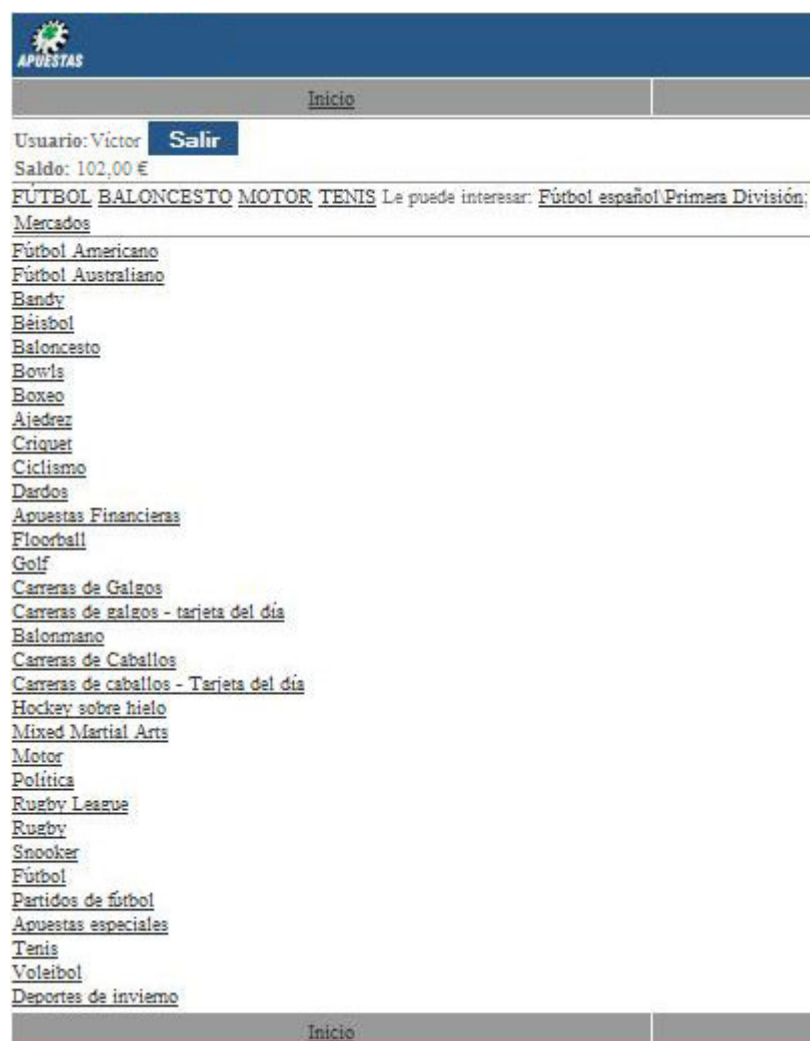 APUESTAS
Inicio
Usuario: Víctor Salir
Saldo: 102,00 €
FÚTBOL BALONCESTO MOTOR TENIS Le puede interesar: Fútbol español\Primera División;
Mercados
Fútbol Americano
Fútbol Australiano
Bandy
Béisbol
Baloncesto
Bowls
Boxeo
Ajedrez
Criquet
Ciclismo
Dardos
Apuestas Financieras
Floorball
Golf
Carreras de Galgos
Carreras de galgos - tarjeta del día
Balonmano
Carreras de Caballos
Carreras de caballos - Tarjeta del día
Hockey sobre hielo
Mixed Martial Arts
Motor
Política
Rugby League
Rugby
Snooker
Fútbol
Partidos de fútbol
Apuestas especiales
Tenis
Voleibol
Deportes de invierno
Inicio